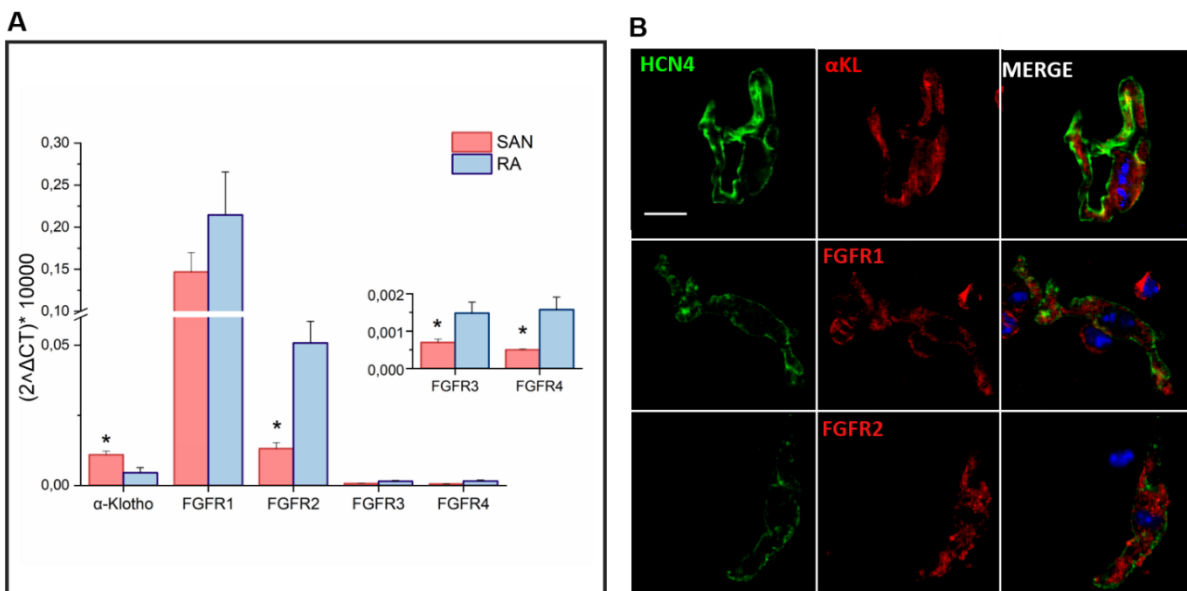 A
0,30
0,25
0,20
0,15
0,10
0,05
0,00
(2^ΔCT)* 10000
SAN
RA
*
*
α-Klotho
FGFR1
FGFR2
FGFR3
FGFR4
0,002
0,001
0,000
*
*
FGFR3
FGFR4
B
HCN4
αKL
MERGE
FGFR1
FGFR2